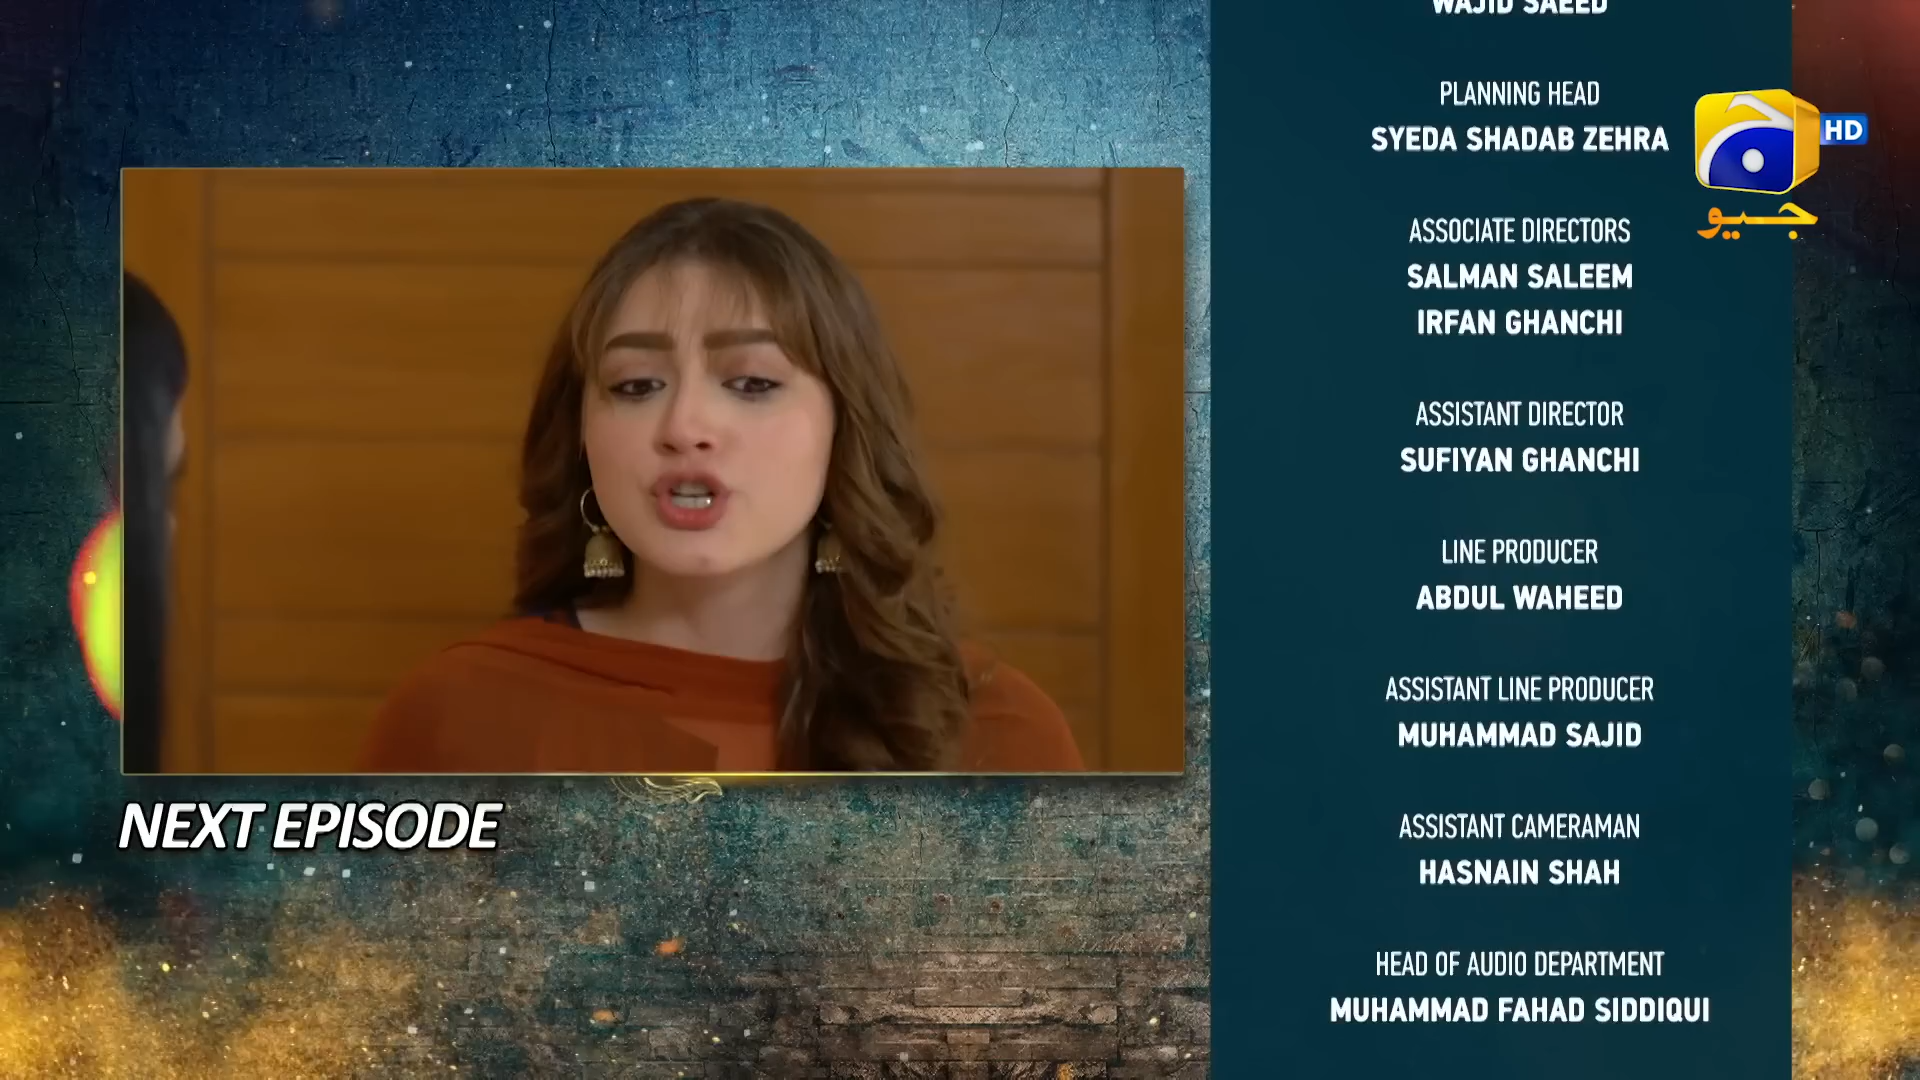 WAJID SAEED
PLANNING HEAD
SYEDA SHADAB ZEHRA
HD
جیو
ASSOCIATE DIRECTORS
SALMAN SALEEM
IRFAN GHANCHI
ASSISTANT DIRECTOR
SUFIYAN GHANCHI
LINE PRODUCER
ABDUL WAHEED
ASSISTANT LINE PRODUCER
MUHAMMAD SAJID
ASSISTANT CAMERAMAN
HASNAIN SHAH
HEAD OF AUDIO DEPARTMENT
MUHAMMAD FAHAD SIDDIQUI
NEXT EPISODE